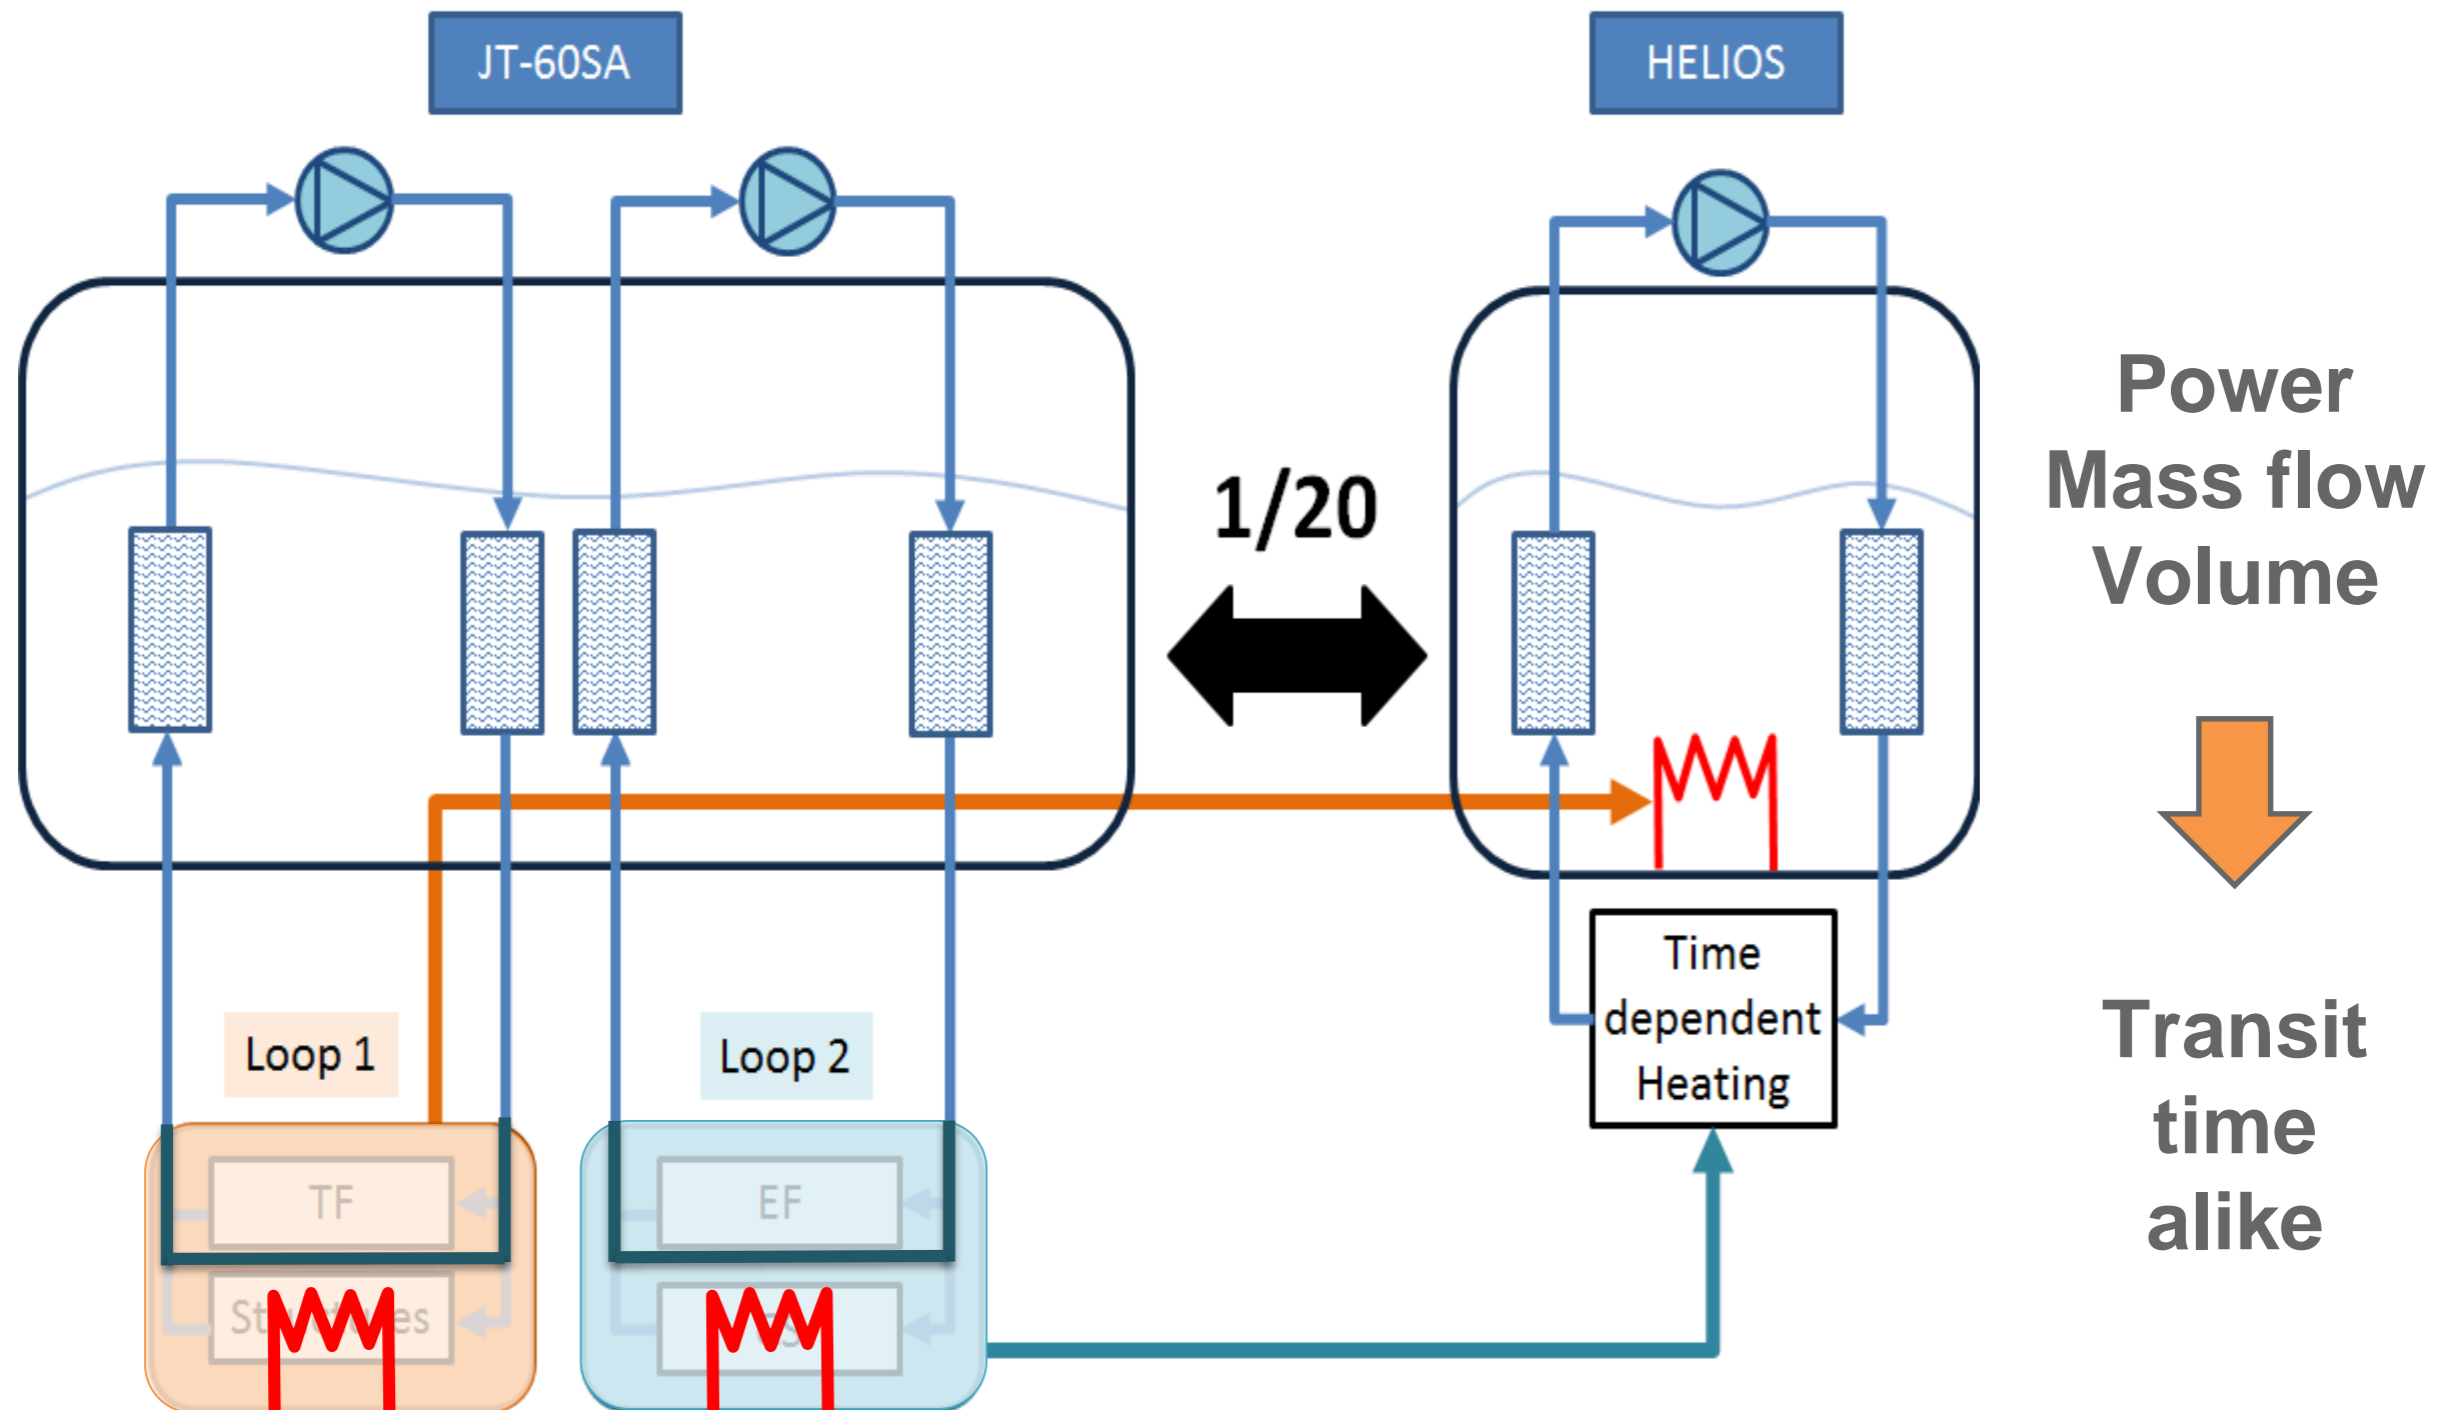 JT-60SA
HELIOS
1/20
Power
Mass flow
Volume
Transit
time
alike
Time
dependent
Heating
Loop 1
Loop 2
TF
EF